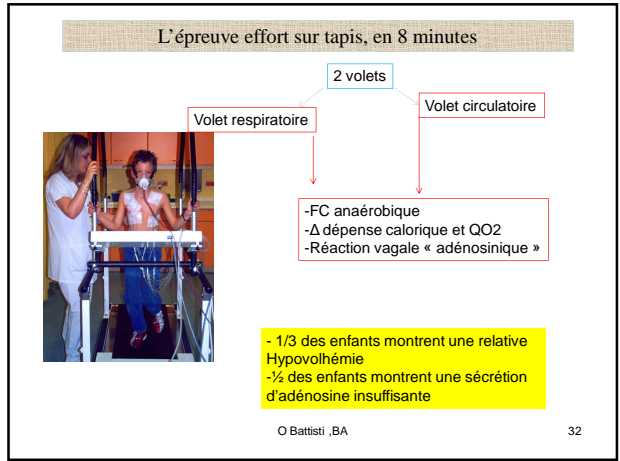 L'épreuve effort sur tapis, en 8 minutes
2 volets
Volet respiratoire
Volet circulatoire
-FC anaérobique
-Δ dépense calorique et QO2
-Réaction vagale « adénosinique »
- 1/3 des enfants montrent une relative
Hypovolhémie
-½ des enfants montrent une sécrétion
d'adénosine insuffisante
O Battisti ,BA
32